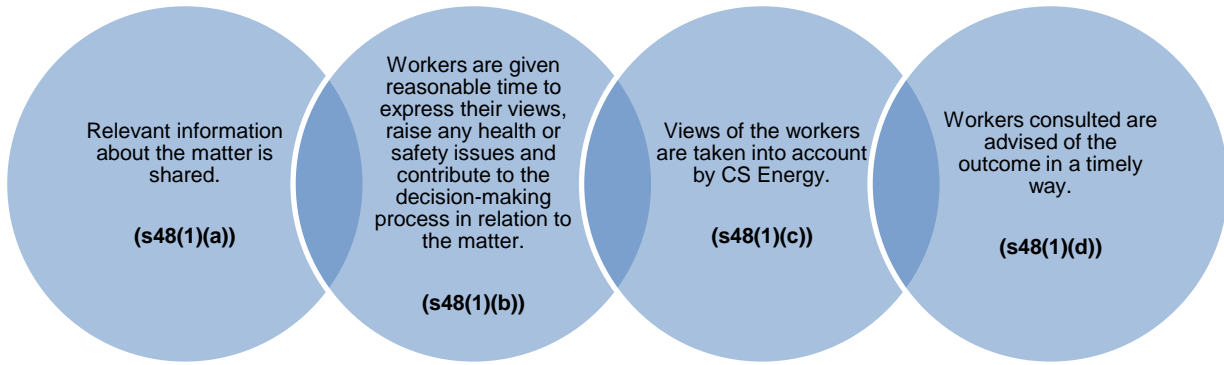 Relevant information
about the matter is
shared.
(s48(1)(a))
Workers are given
reasonable time to
express their views,
raise any health or
safety issues and
contribute to the
decision-making
process in relation to
the matter.
(s48(1)(b))
Views of the workers
are taken into account
by CS Energy.
(s48(1)(c))
Workers consulted are
advised of the
outcome in a timely
way.
(s48(1)(d))